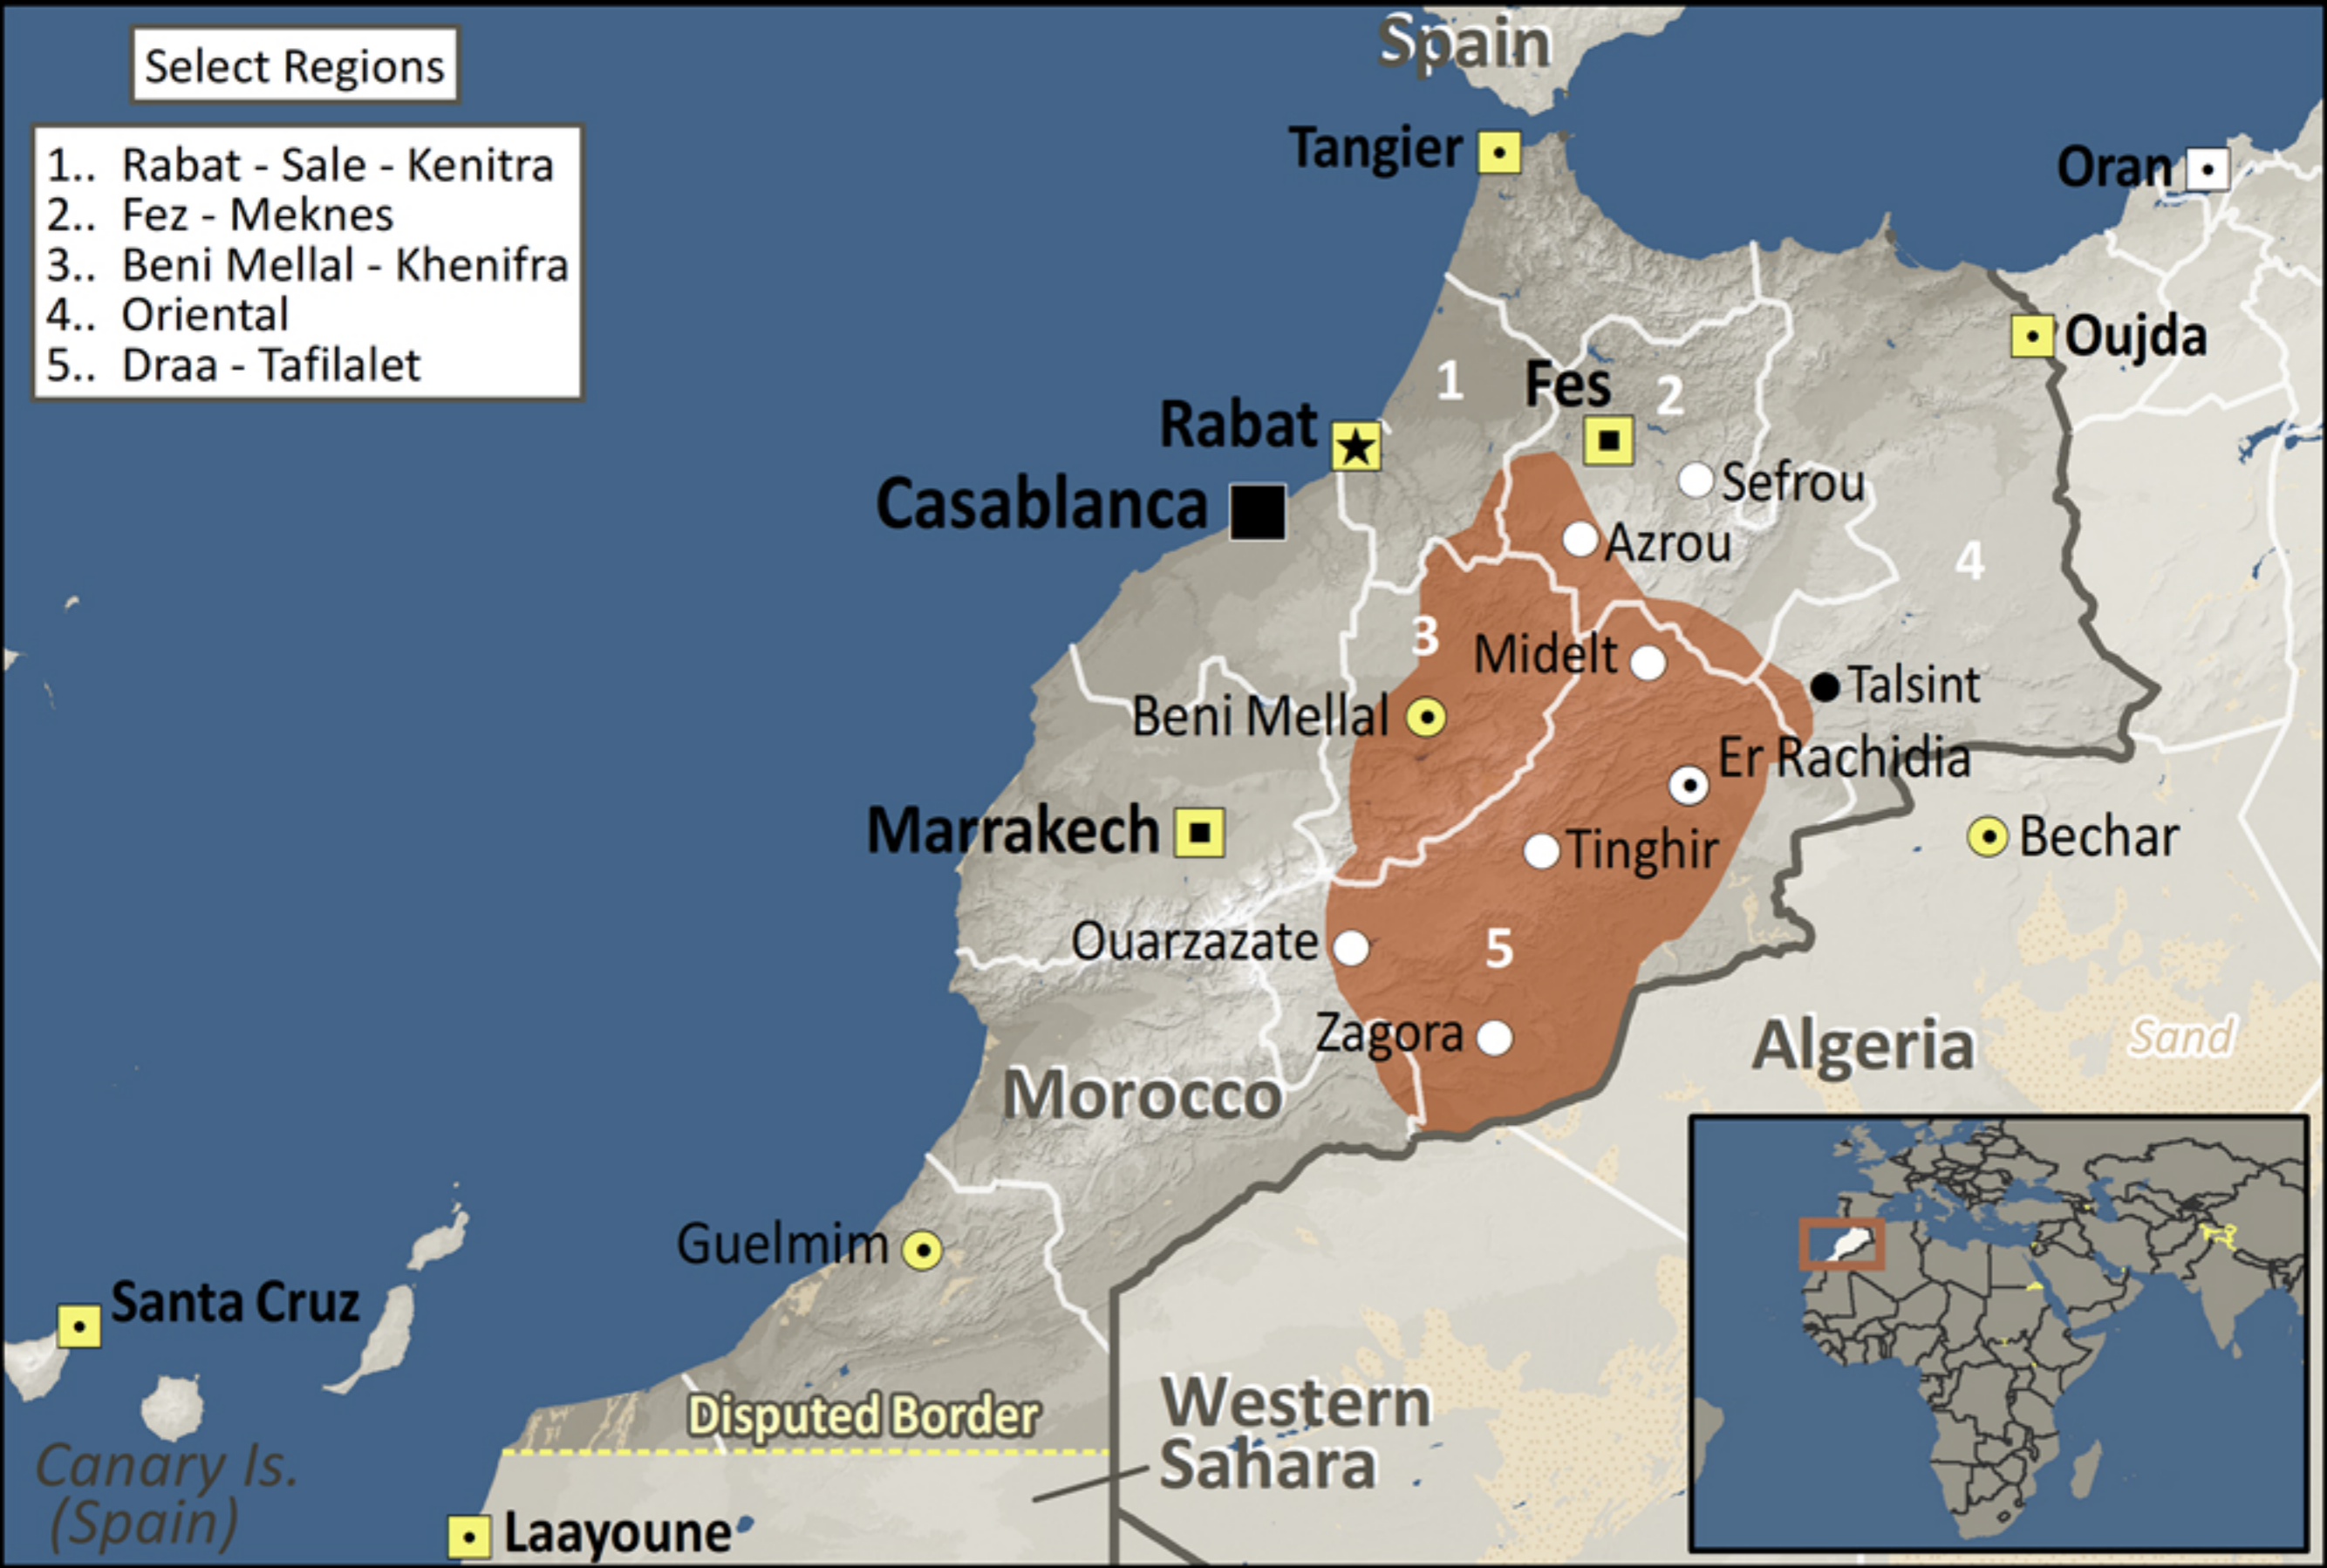 Select Regions
1.. Rabat - Sale - Kenitra
2.. Fez - Meknes
3.. Beni Mellal - Khenifra
4.. Oriental
5.. Draa - Tafilalet
Spain
Tangier
Oran
Oujda
1
Fes
2
Rabat
Sefrou
Casablanca
Azrou
4
3
Midelt
Talsint
Beni Mellal
Er Rachidia
Marrakech
Tinghir
Bechar
Ouarzazate
5
Zagora
Algeria
Sand
Morocco
Guelmim
Santa Cruz
Disputed Border
Western
Sahara
Canary Is.
(Spain)
Laayoune